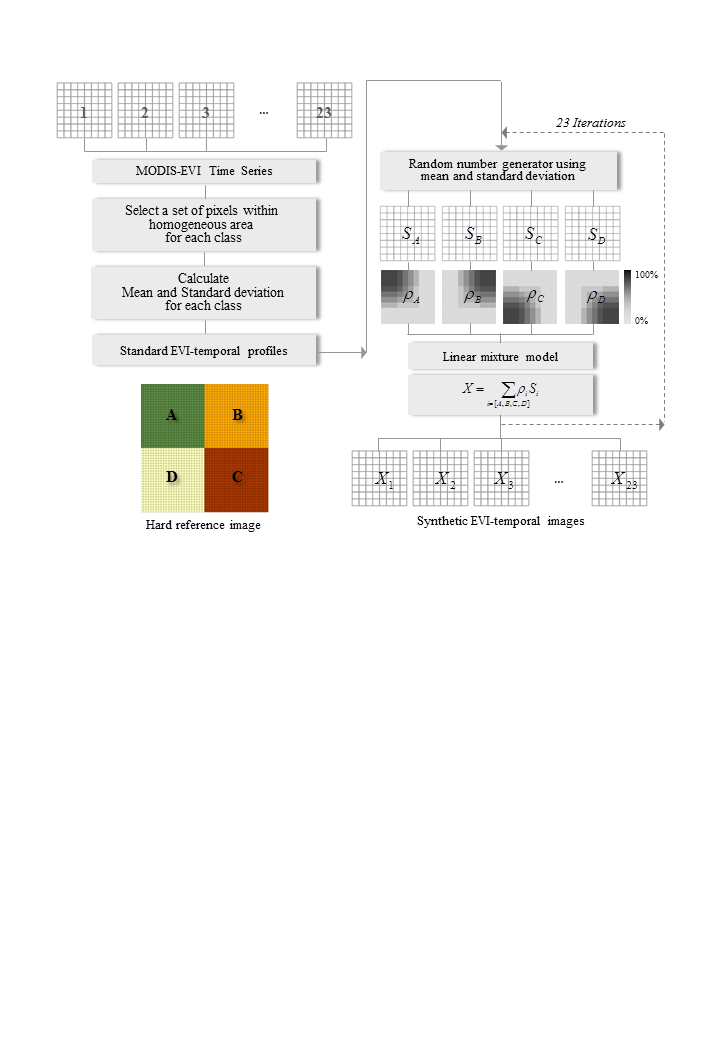 1 2 3 ... 23
MODIS-EVI Time Series
Select a set of pixels within
homogeneous area
for each class
Calculate
Mean and Standard deviation
for each class
Standard EVI-temporal profiles
A B
D C
Hard reference image
23 Iterations
Random number generator using
mean and standard deviation
S_A S_B S_C S_D
ρ_A ρ_B ρ_C ρ_D
100%
0%
Linear mixture model
X = ∑ ρ_i S_i
i=[A,B,C,D]
X_1 X_2 X_3 ... X_23
Synthetic EVI-temporal images